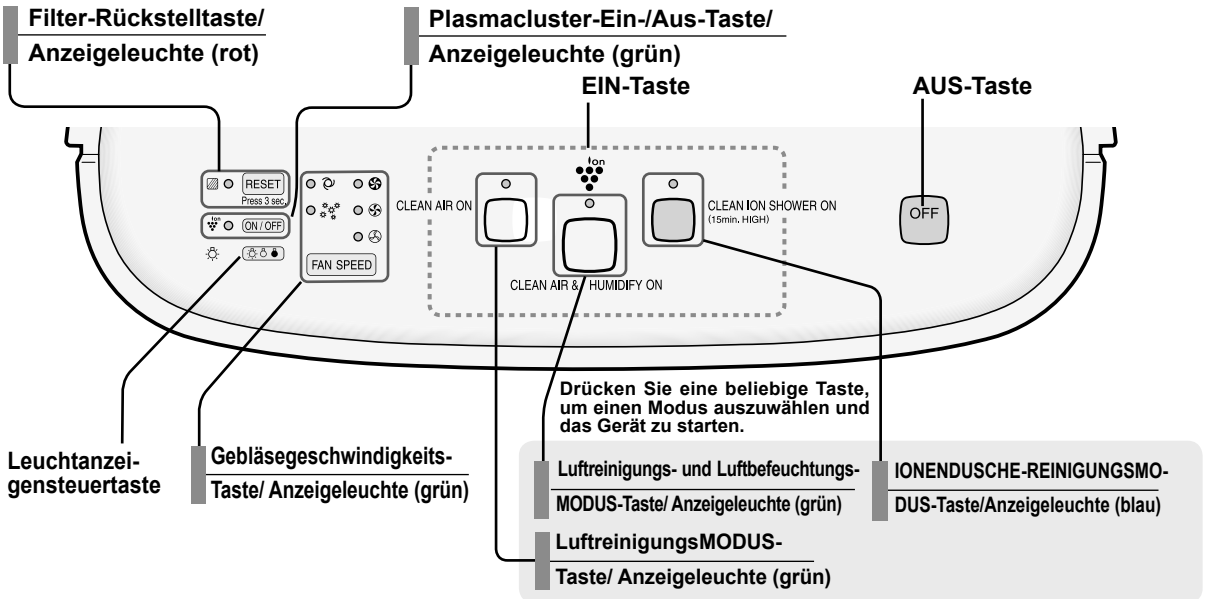 Filter-Rückstelltaste/
Anzeigeleuchte (rot)
Plasmacluster-Ein-/Aus-Taste/
Anzeigeleuchte (grün)
EIN-Taste
AUS-Taste
RESET
Press 3 sec.
Ion
ON / OFF
FAN SPEED
CLEAN AIR ON
Ion
CLEAN AIR & HUMIDIFY ON
CLEAN ION SHOWER ON
(15min. HIGH)
OFF
Drücken Sie eine beliebige Taste,
um einen Modus auszuwählen und
das Gerät zu starten.
Leuchtanzei-
gensteuertaste
Gebläsegeschwindigkeits-
Taste/ Anzeigeleuchte (grün)
Luftreinigungs- und Luftbefeuchtungs-
MODUS-Taste/ Anzeigeleuchte (grün)
IONENDUSCHE-REINIGUNGSMO-
DUS-Taste/Anzeigeleuchte (blau)
LuftreinigungsMODUS-
Taste/ Anzeigeleuchte (grün)